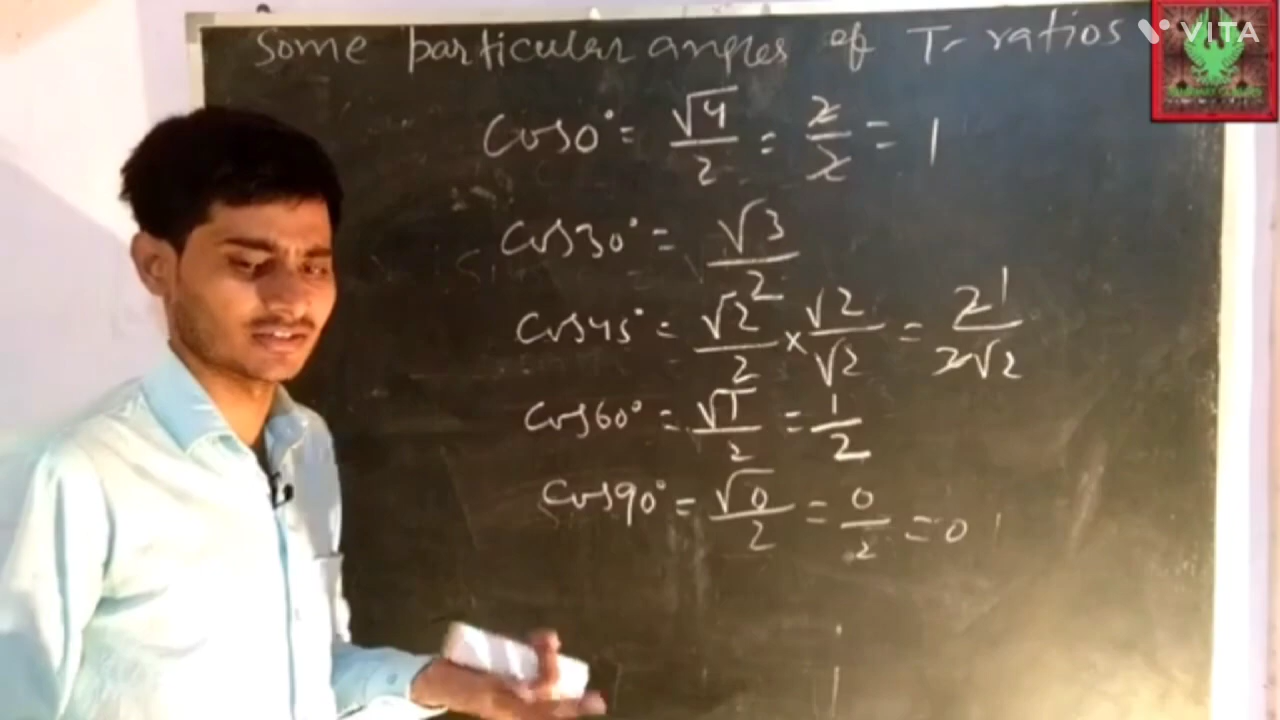 Some particular angles of T-ratios
VITA
cos0° = √4/2 = 2/2 = 1
cos30° = √3/2
cos45° = √2/2 × √2/√2 = 2 1/2√2
cos60° = √1/2 = 1/2
cos90° = √0/2 = 0/2 = 0